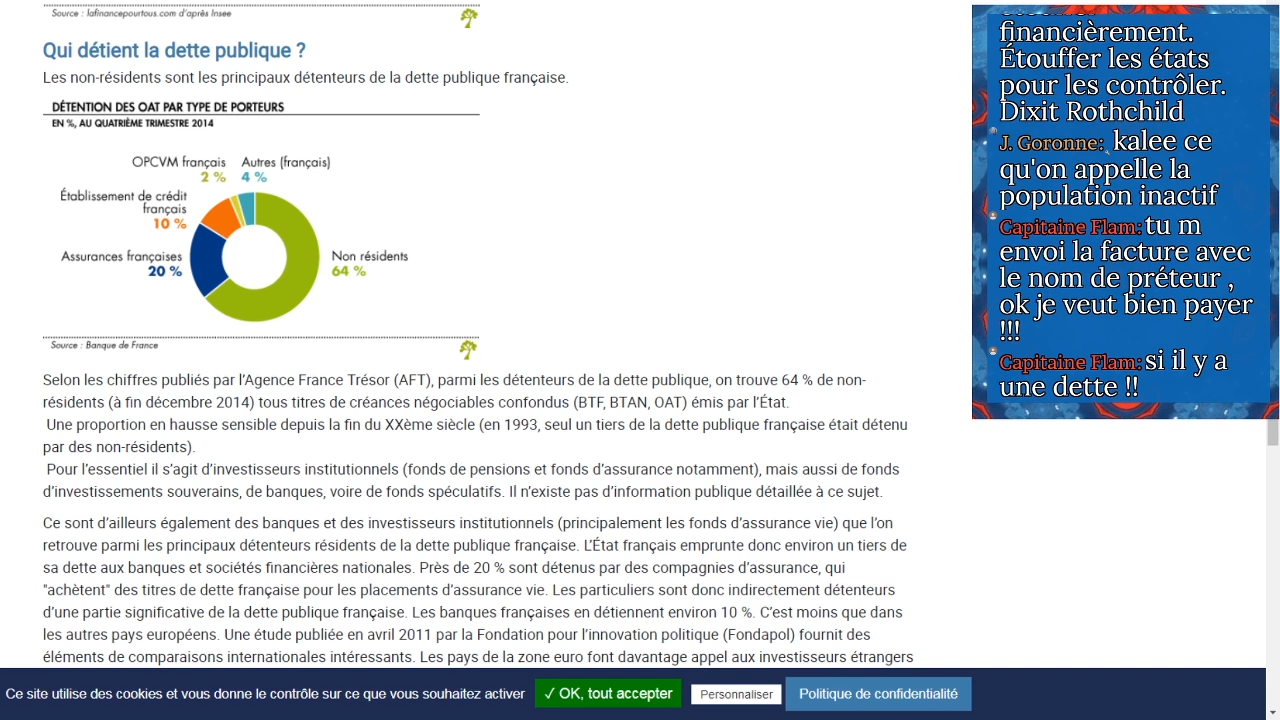 Source : lafinancepourtous.com d'après Insee
Qui détient la dette publique ?
Les non-résidents sont les principaux détenteurs de la dette publique française.
DÉTENTION DES OAT PAR TYPE DE PORTEURS
EN %, AU QUATRIÈME TRIMESTRE 2014
OPCVM français
2 %
Autres (français)
4 %
Établissement de crédit
français
10 %
Assurances françaises
20 %
Non résidents
64 %
Source : Banque de France
Selon les chiffres publiés par l'Agence France Trésor (AFT), parmi les détenteurs de la dette publique, on trouve 64 % de non-
résidents (à fin décembre 2014) tous titres de créances négociables confondus (BTF, BTAN, OAT) émis par l'État.
Une proportion en hausse sensible depuis la fin du XXème siècle (en 1993, seul un tiers de la dette publique française était détenu
par des non-résidents).
Pour l'essentiel il s'agit d'investisseurs institutionnels (fonds de pensions et fonds d'assurance notamment), mais aussi de fonds
d'investissements souverains, de banques, voire de fonds spéculatifs. Il n'existe pas d'information publique détaillée à ce sujet.
Ce sont d'ailleurs également des banques et des investisseurs institutionnels (principalement les fonds d'assurance vie) que l'on
retrouve parmi les principaux détenteurs résidents de la dette publique française. L'État français emprunte donc environ un tiers de
sa dette aux banques et sociétés financières nationales. Près de 20 % sont détenus par des compagnies d'assurance, qui
"achètent" des titres de dette française pour les placements d'assurance vie. Les particuliers sont donc indirectement détenteurs
d'une partie significative de la dette publique française. Les banques françaises en détiennent environ 10 %. C'est moins que dans
les autres pays européens. Une étude publiée en avril 2011 par la Fondation pour l'innovation politique (Fondapol) fournit des
éléments de comparaisons internationales intéressants. Les pays de la zone euro font davantage appel aux investisseurs étrangers
Ce site utilise des cookies et vous donne le contrôle sur ce que vous souhaitez activer
✓ OK, tout accepter
Personnaliser
Politique de confidentialité
financièrement.
Étouffer les états
pour les contrôler.
Dixit Rothchild
J. Goronne: kalee ce
qu'on appelle la
population inactif
Capitaine Flam: tu m
envoi la facture avec
le nom de préteur ,
ok je veut bien payer
!!!
Capitaine Flam: si il y a
une dette !!